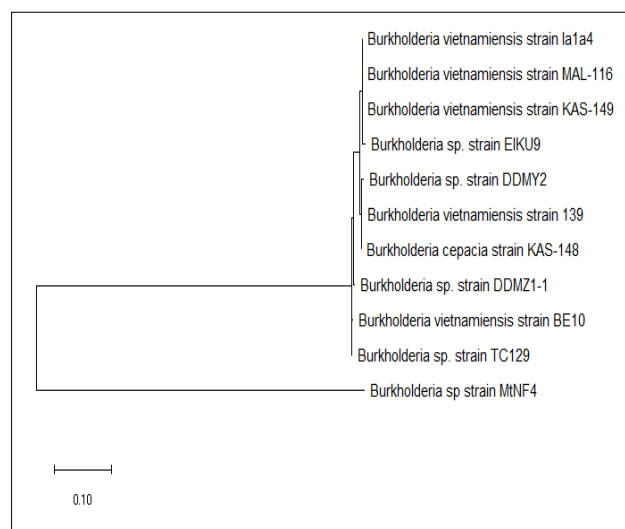 Burkholderia vietnamiensis strain la1a4
Burkholderia vietnamiensis strain MAL-116
Burkholderia vietnamiensis strain KAS-149
Burkholderia sp. strain EIKU9
Burkholderia sp. strain DDMY2
Burkholderia vietnamiensis strain 139
Burkholderia cepacia strain KAS-148
Burkholderia sp. strain DDMZ1-1
Burkholderia vietnamiensis strain BE10
Burkholderia sp. strain TC129
Burkholderia sp strain MtNF4
0.10